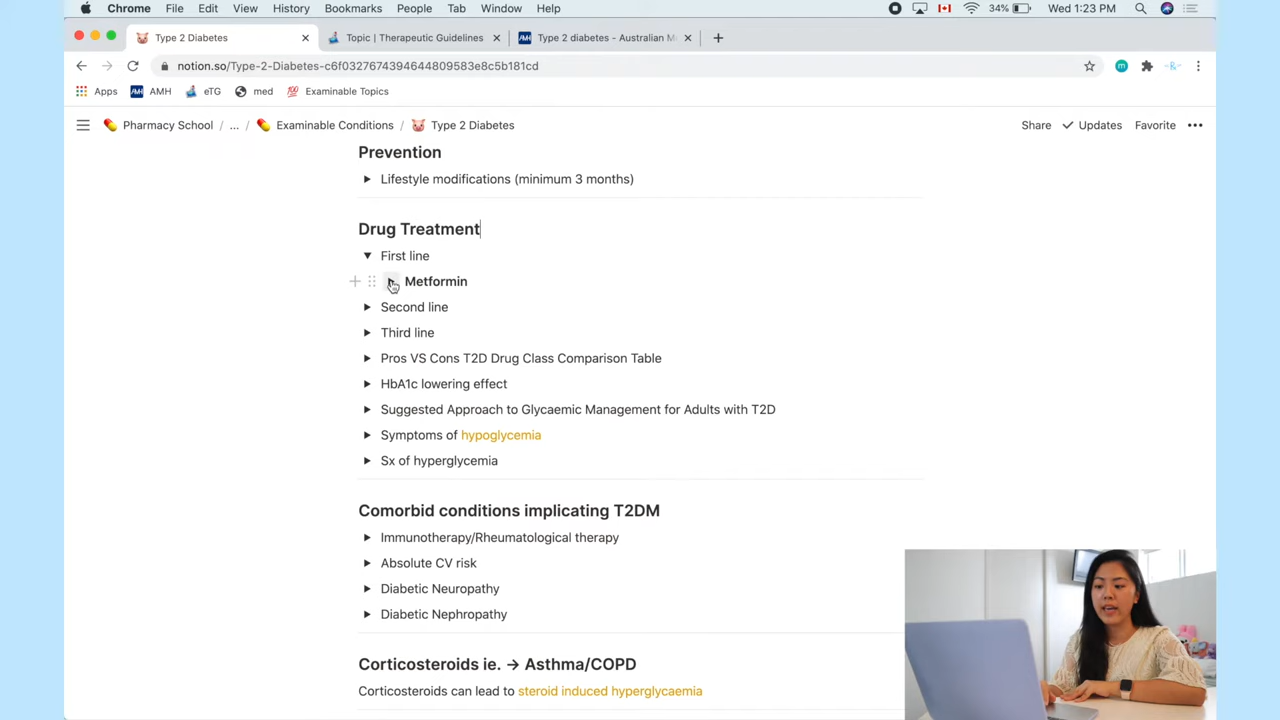 Chrome File Edit View History Bookmarks People Tab Window Help 34% Wed 1:23 PM
Type 2 Diabetes Topic | Therapeutic Guidelines AMH Type 2 diabetes - Australian M
notion.so/Type-2-Diabetes-c6f0327674394644809583e8c5b181cd m
Apps AMH AMH eTG med 100 Examinable Topics
Pharmacy School / ... / Examinable Conditions / Type 2 Diabetes Share Updates Favorite
Prevention
Lifestyle modifications (minimum 3 months)
Drug Treatment
First line
Metformin
Second line
Third line
Pros VS Cons T2D Drug Class Comparison Table
HbA1c lowering effect
Suggested Approach to Glycaemic Management for Adults with T2D
Symptoms of hypoglycemia
Sx of hyperglycemia
Comorbid conditions implicating T2DM
Immunotherapy/Rheumatological therapy
Absolute CV risk
Diabetic Neuropathy
Diabetic Nephropathy
Corticosteroids ie. → Asthma/COPD
Corticosteroids can lead to steroid induced hyperglycaemia